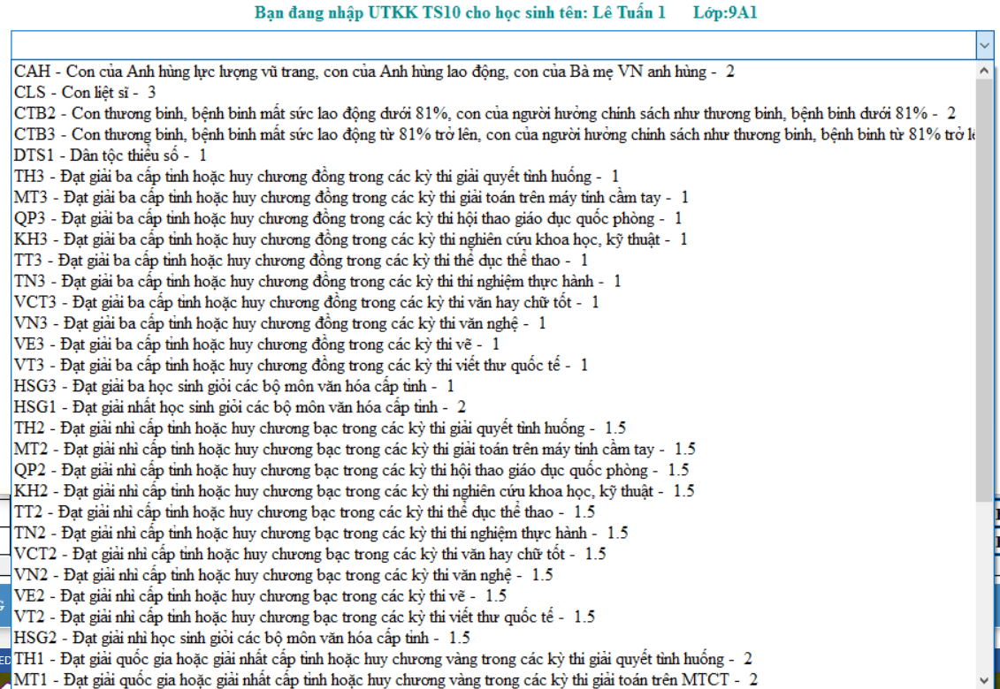 Bạn đang nhập UTKK TS10 cho học sinh tên: Lê Tuấn 1 Lớp:9A1
CAH - Con của Anh hùng lực lượng vũ trang, con của Anh hùng lao động, con của Bà mẹ VN anh hùng - 2
CLS - Con liệt sĩ - 3
CTB2 - Con thương binh, bệnh binh mất sức lao động dưới 81%, con của người hưởng chính sách như thương binh, bệnh binh dưới 81% - 2
CTB3 - Con thương binh, bệnh binh mất sức lao động từ 81% trở lên, con của người hưởng chính sách như thương binh, bệnh binh từ 81% trở
DTS1 - Dân tộc thiểu số - 1
TH3 - Đạt giải ba cấp tỉnh hoặc huy chương đồng trong các kỳ thi giải quyết tình huống - 1
MT3 - Đạt giải ba cấp tỉnh hoặc huy chương đồng trong các kỳ thi giải toán trên máy tính cầm tay - 1
QP3 - Đạt giải ba cấp tỉnh hoặc huy chương đồng trong các kỳ thi hội thao giáo dục quốc phòng - 1
KH3 - Đạt giải ba cấp tỉnh hoặc huy chương đồng trong các kỳ thi nghiên cứu khoa học, kỹ thuật - 1
TT3 - Đạt giải ba cấp tỉnh hoặc huy chương đồng trong các kỳ thi thể dục thể thao - 1
TN3 - Đạt giải ba cấp tỉnh hoặc huy chương đồng trong các kỳ thi thí nghiệm thực hành - 1
VCT3 - Đạt giải ba cấp tỉnh hoặc huy chương đồng trong các kỳ thi văn hay chữ tốt - 1
VN3 - Đạt giải ba cấp tỉnh hoặc huy chương đồng trong các kỳ thi văn nghệ - 1
VE3 - Đạt giải ba cấp tỉnh hoặc huy chương đồng trong các kỳ thi vẽ - 1
VT3 - Đạt giải ba cấp tỉnh hoặc huy chương đồng trong các kỳ thi viết thư quốc tế - 1
HSG3 - Đạt giải ba học sinh giỏi các bộ môn văn hóa cấp tỉnh - 1
HSG1 - Đạt giải nhất học sinh giỏi các bộ môn văn hóa cấp tỉnh - 2
TH2 - Đạt giải nhì cấp tỉnh hoặc huy chương bạc trong các kỳ thi giải quyết tình huống - 1.5
MT2 - Đạt giải nhì cấp tỉnh hoặc huy chương bạc trong các kỳ thi giải toán trên máy tính cầm tay - 1.5
QP2 - Đạt giải nhì cấp tỉnh hoặc huy chương bạc trong các kỳ thi hội thao giáo dục quốc phòng - 1.5
KH2 - Đạt giải nhì cấp tỉnh hoặc huy chương bạc trong các kỳ thi nghiên cứu khoa học, kỹ thuật - 1.5
TT2 - Đạt giải nhì cấp tỉnh hoặc huy chương bạc trong các kỳ thi thể dục thể thao - 1.5
TN2 - Đạt giải nhì cấp tỉnh hoặc huy chương bạc trong các kỳ thi thí nghiệm thực hành - 1.5
VCT2 - Đạt giải nhì cấp tỉnh hoặc huy chương bạc trong các kỳ thi văn hay chữ tốt - 1.5
VN2 - Đạt giải nhì cấp tỉnh hoặc huy chương bạc trong các kỳ thi văn nghệ - 1.5
VE2 - Đạt giải nhì cấp tỉnh hoặc huy chương bạc trong các kỳ thi vẽ - 1.5
VT2 - Đạt giải nhì cấp tỉnh hoặc huy chương bạc trong các kỳ thi viết thư quốc tế - 1.5
HSG2 - Đạt giải nhì học sinh giỏi các bộ môn văn hóa cấp tỉnh - 1.5
TH1 - Đạt giải quốc gia hoặc giải nhất cấp tỉnh hoặc huy chương vàng trong các kỳ thi giải quyết tình huống - 2
MT1 - Đạt giải quốc gia hoặc giải nhất cấp tỉnh hoặc huy chương vàng trong các kỳ thi giải toán trên MTCT - 2